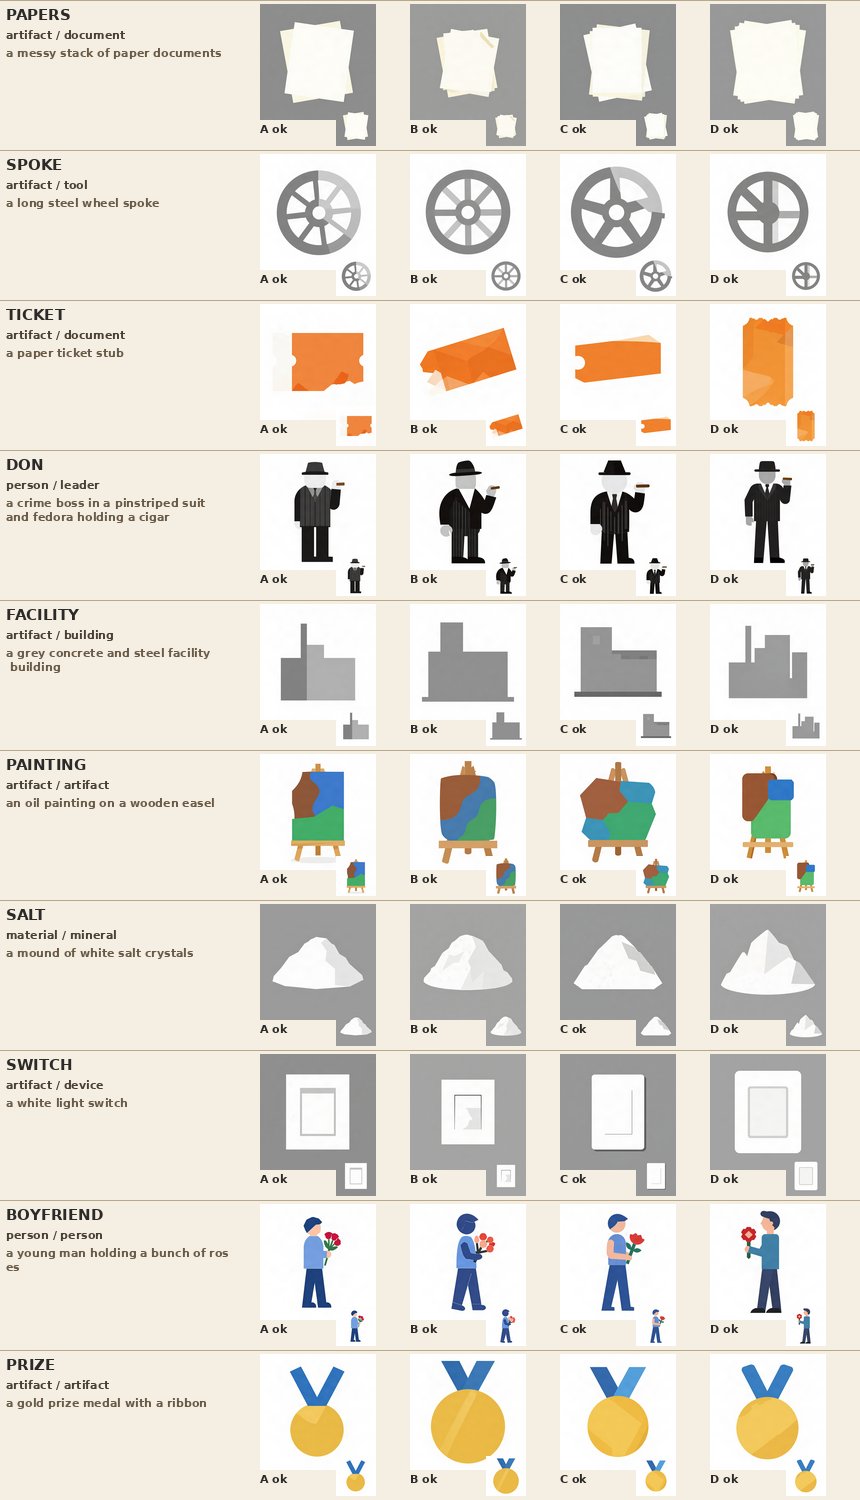 PAPERS
artifact / document
a messy stack of paper documents
A ok
B ok
C ok
D ok
SPOKE
artifact / tool
a long steel wheel spoke
A ok
B ok
C ok
D ok
TICKET
artifact / document
a paper ticket stub
A ok
B ok
C ok
D ok
DON
person / leader
a crime boss in a pinstriped suit
and fedora holding a cigar
A ok
B ok
C ok
D ok
FACILITY
artifact / building
a grey concrete and steel facility
building
A ok
B ok
C ok
D ok
PAINTING
artifact / artifact
an oil painting on a wooden easel
A ok
B ok
C ok
D ok
SALT
material / mineral
a mound of white salt crystals
A ok
B ok
C ok
D ok
SWITCH
artifact / device
a white light switch
A ok
B ok
C ok
D ok
BOYFRIEND
person / person
a young man holding a bunch of ros
es
A ok
B ok
C ok
D ok
PRIZE
artifact / artifact
a gold prize medal with a ribbon
A ok
B ok
C ok
D ok